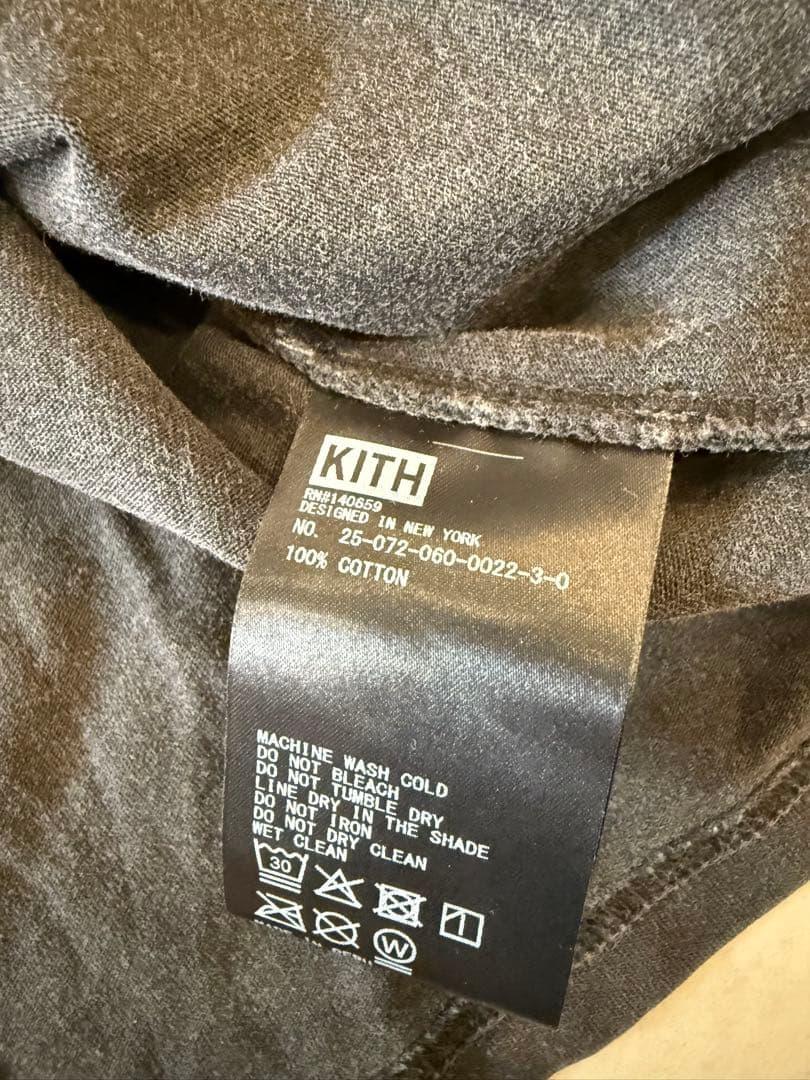 KITH
RN#140659
DESIGNED IN NEW YORK
NO. 25-072-060-0022-3-0
100% COTTON
MACHINE WASH COLD
DO NOT BLEACH
DO NOT TUMBLE DRY
LINE DRY IN THE SHADE
DO NOT IRON
DO NOT DRY CLEAN
WET CLEAN
30
W